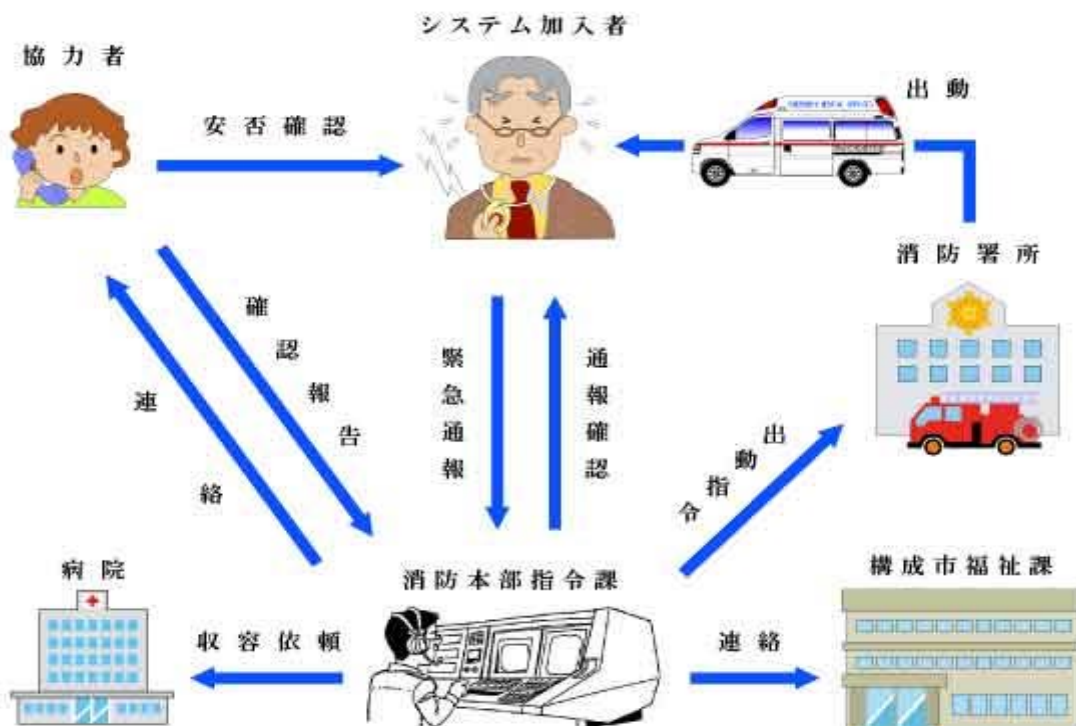 システム加入者
協力者
出動
安否確認
消防署所
確認報告
連絡
緊急通報
通報確認
出動指令
病院
消防本部指令課
構成市福祉課
収容依頼
連絡